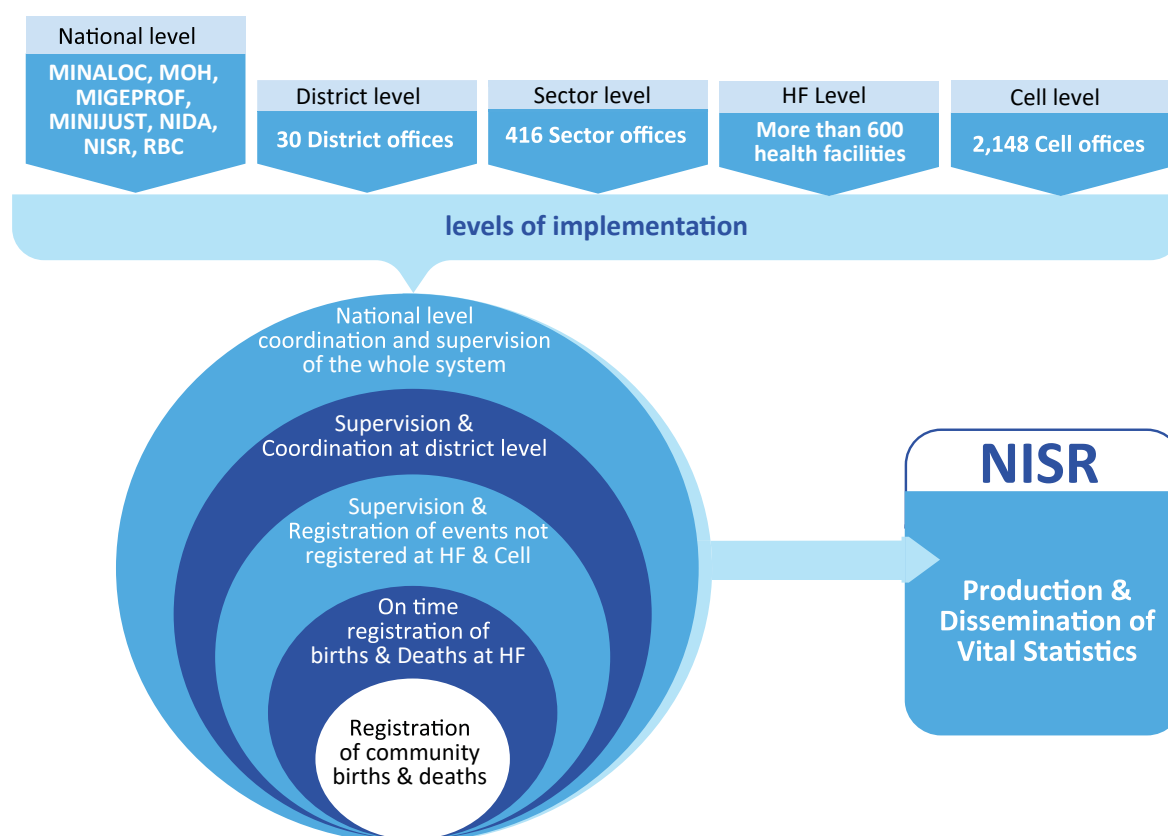 National level
MINALOC, MOH,
MIGEPROF,
MINIJUST, NIDA,
NISR, RBC
District level
30 District offices
Sector level
416 Sector offices
HF Level
More than 600
health facilities
Cell level
2,148 Cell offices
levels of implementation
National level
coordination and supervision
of the whole system
Supervision &
Coordination at district level
Supervision &
Registration of events not
registered at HF & Cell
On time
registration of
births & Deaths at HF
Registration
of community
births & deaths
NISR
Production &
Dissemination of
Vital Statistics